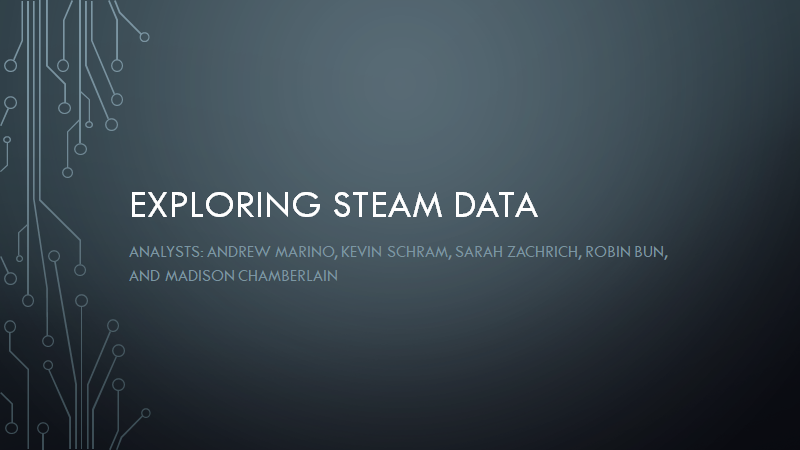 EXPLORING STEAM DATA
ANALYSTS: ANDREW MARINO, KEVIN SCHRAM, SARAH ZACHRICH, ROBIN BUN,
AND MADISON CHAMBERLAIN